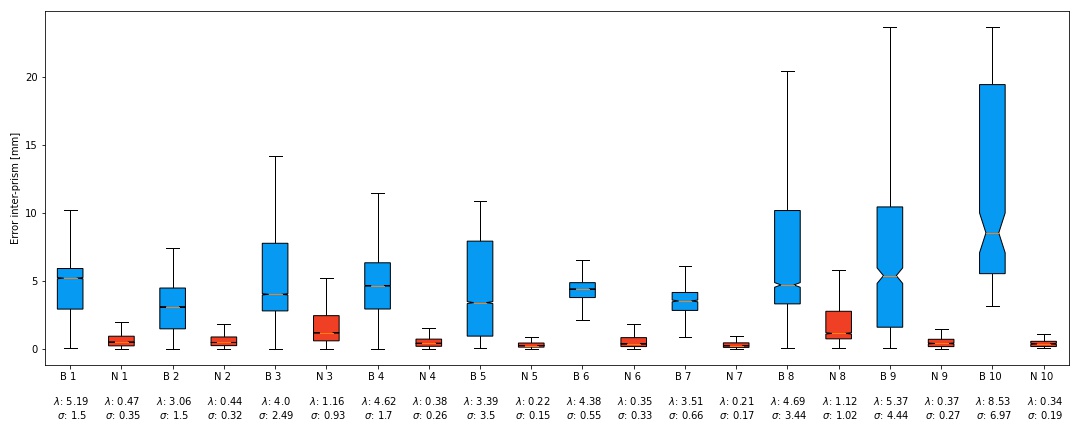 20
15
10
5
0
Error inter-prism [mm]
B 1 N 1 B 2 N 2 B 3 N 3 B 4 N 4 B 5 N 5 B 6 N 6 B 7 N 7 B 8 N 8 B 9 N 9 B 10 N 10
λ: 5.19 λ: 0.47 λ: 3.06 λ: 0.44 λ: 4.0 λ: 1.16 λ: 4.62 λ: 0.38 λ: 3.39 λ: 0.22 λ: 4.38 λ: 0.35 λ: 3.51 λ: 0.21 λ: 4.69 λ: 1.12 λ: 5.37 λ: 0.37 λ: 8.53 λ: 0.34
σ: 1.5 σ: 0.35 σ: 1.5 σ: 0.32 σ: 2.49 σ: 0.93 σ: 1.7 σ: 0.26 σ: 3.5 σ: 0.15 σ: 0.55 σ: 0.33 σ: 0.66 σ: 0.17 σ: 3.44 σ: 1.02 σ: 4.44 σ: 0.27 σ: 6.97 σ: 0.19